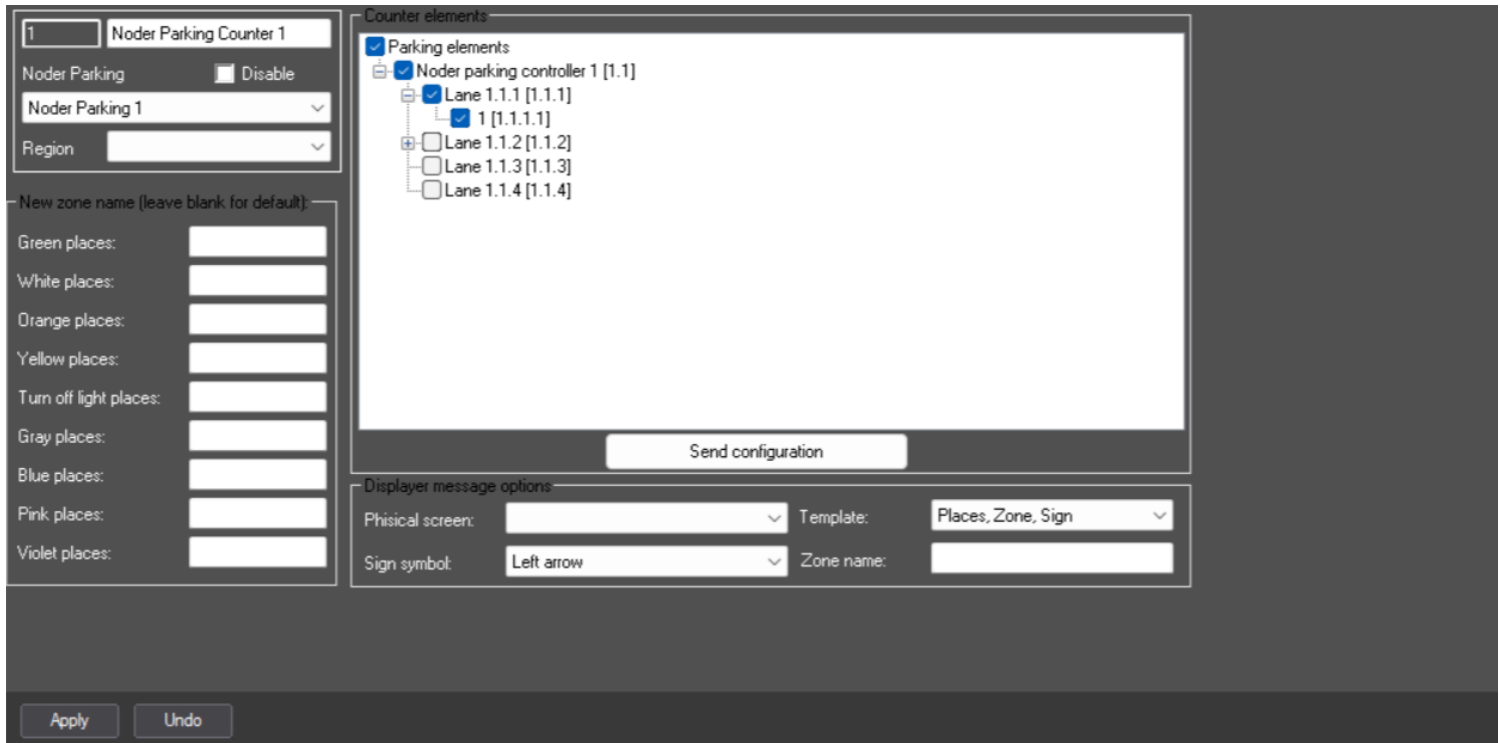 1
Noder Parking Counter 1
Noder Parking
Disable
Noder Parking 1
Region
New zone name (leave blank for default):
Green places:
White places:
Orange places:
Yellow places:
Turn off light places:
Gray places:
Blue places:
Pink places:
Violet places:
Counter elements
Parking elements
Noder parking controller 1 [1.1]
Lane 1.1.1 [1.1.1]
1 [1.1.1.1]
Lane 1.1.2 [1.1.2]
Lane 1.1.3 [1.1.3]
Lane 1.1.4 [1.1.4]
Send configuration
Displayer message options
Phisical screen:
Template:
Places, Zone, Sign
Sign symbol:
Left arrow
Zone name:
Apply
Undo